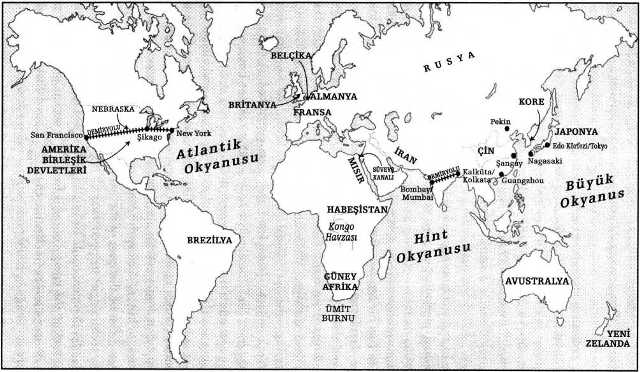 BELÇİKA
RUSYA
BRİTANYA
ALMANYA
FRANSA
NEBRASKA
DEMİRYOLU
San Francisco
Şikago
New York
AMERİKA
BİRLEŞİK
DEVLETLERİ
Atlantik
Okyanusu
KORE
Pekin
JAPONYA
Edo Körfezi/Tokyo
ÇİN
Nagasaki
Şangay
Guangzhou
İRAN
MISIR
SÜVEYŞ
KANALI
DEMİRYOLU
Kalküta/
Kolkata
Bombay/
Mumbai
HABEŞİSTAN
Kongo
Havzası
Hint
Okyanusu
Büyük
Okyanus
BREZİLYA
GÜNEY
AFRİKA
ÜMİT
BURNU
AVUSTRALYA
YENİ
ZELANDA